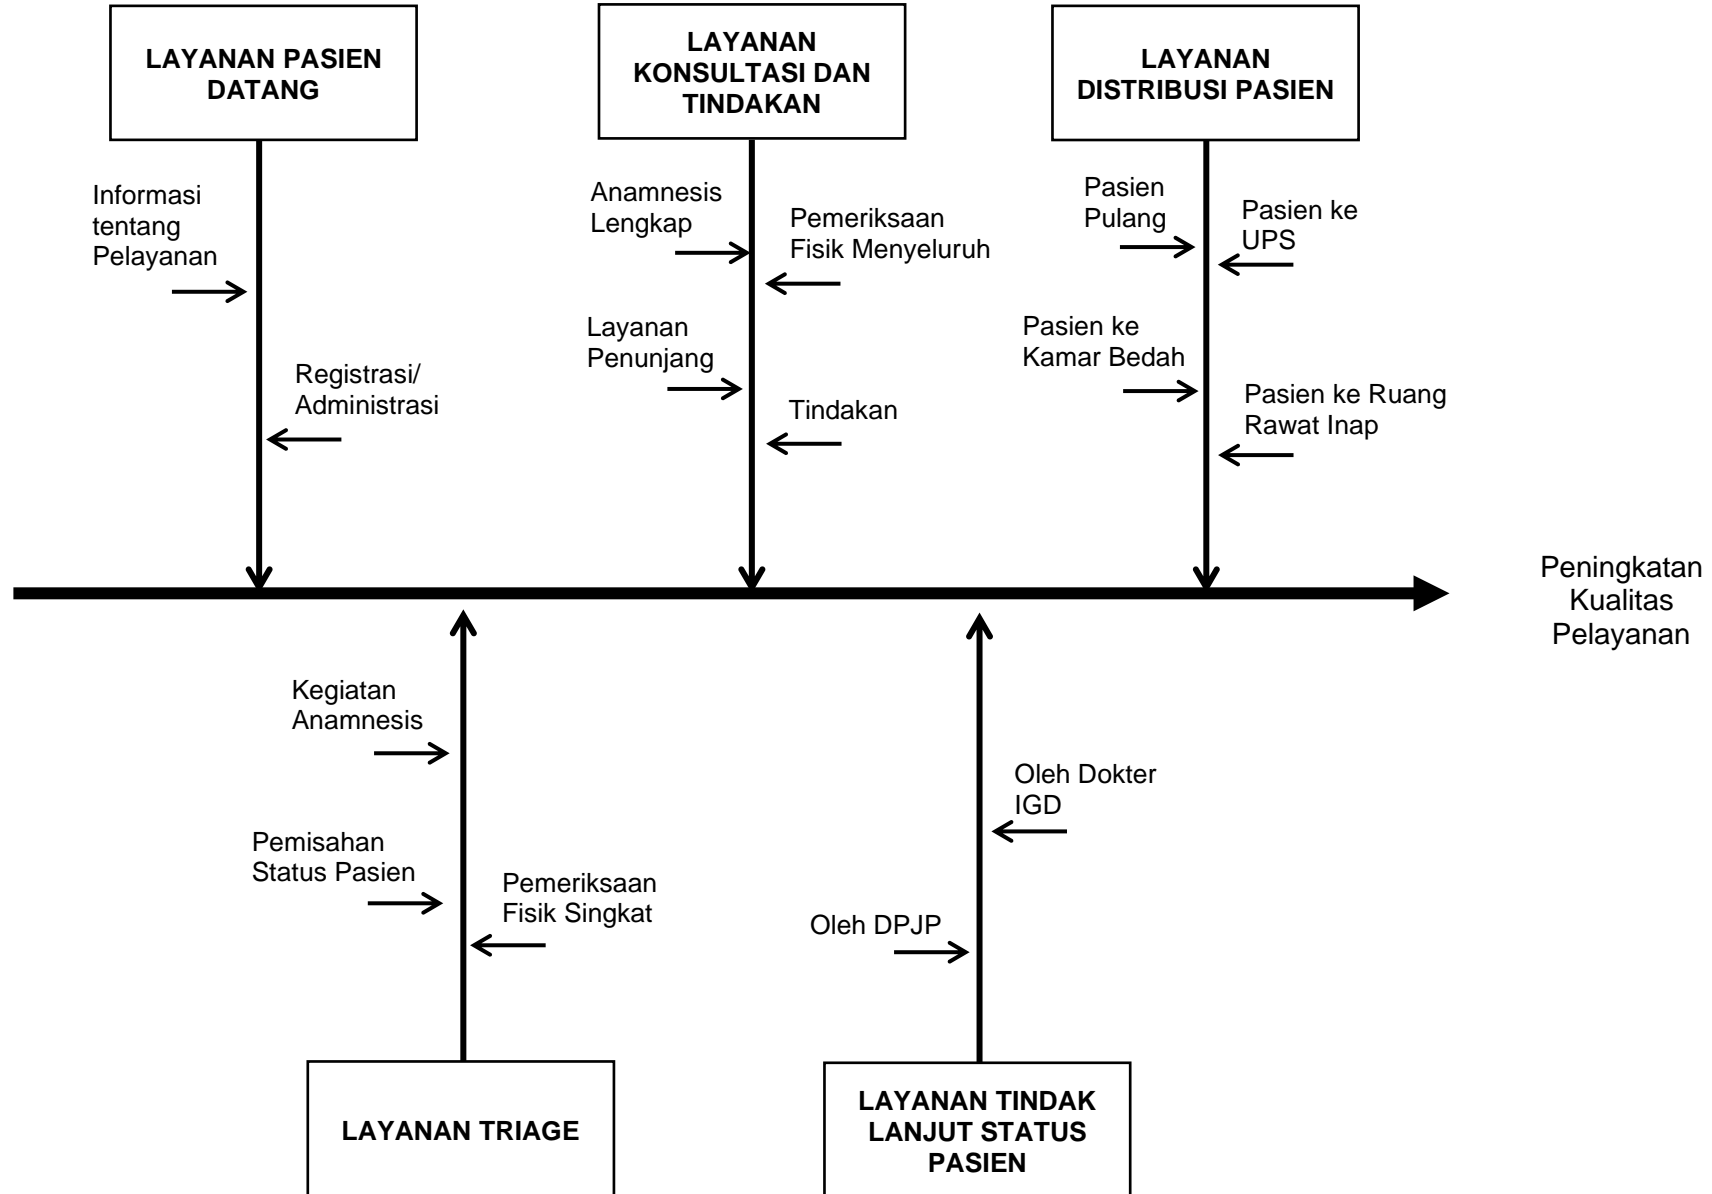 LAYANAN PASIEN
DATANG
LAYANAN
KONSULTASI DAN
TINDAKAN
LAYANAN
DISTRIBUSI PASIEN
Informasi
tentang
Pelayanan
Registrasi/
Administrasi
Anamnesis
Lengkap
Pemeriksaan
Fisik Menyeluruh
Layanan
Penunjang
Tindakan
Pasien
Pulang
Pasien ke
UPS
Pasien ke
Kamar Bedah
Pasien ke Ruang
Rawat Inap
Peningkatan
Kualitas
Pelayanan
Kegiatan
Anamnesis
Pemisahan
Status Pasien
Pemeriksaan
Fisik Singkat
Oleh Dokter
IGD
Oleh DPJP
LAYANAN TRIAGE
LAYANAN TINDAK
LANJUT STATUS
PASIEN